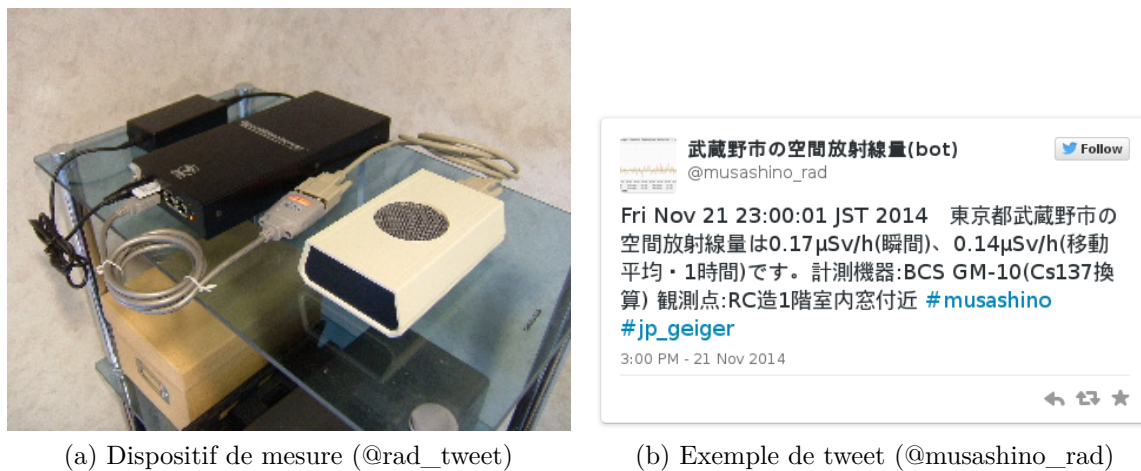 武蔵野市の空間放射線量(bot)
@musashino_rad
Follow
Fri Nov 21 23:00:01 JST 2014　東京都武蔵野市の
空間放射線量は0.17μSv/h(瞬間)、0.14μSv/h(移動
平均・1時間)です。計測機器:BCS GM-10(Cs137換
算) 観測点:RC造1階室内窓付近 #musashino
#jp_geiger
3:00 PM - 21 Nov 2014
(a) Dispositif de mesure (@rad_tweet)
(b) Exemple de tweet (@musashino_rad)